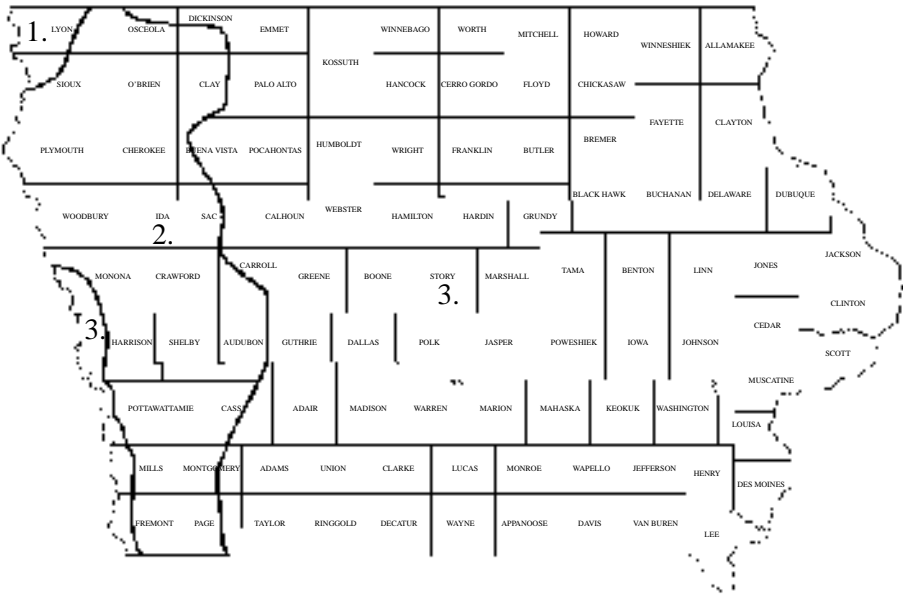 DICKINSON
1. LYON OSCEOLA EMMET WINNEBAGO WORTH MITCHELL HOWARD
WINNESHIEK ALLAMAKEE
KOSSUTH
SIOUX O'BRIEN CLAY PALO ALTO HANCOCK CERRO GORDO FLOYD CHICKASAW
FAYETTE CLAYTON
BREMER
PLYMOUTH CHEROKEE BUENA VISTA POCAHONTAS HUMBOLDT WRIGHT FRANKLIN BUTLER
BLACK HAWK BUCHANAN DELAWARE DUBUQUE
WEBSTER
WOODBURY IDA SAC CALHOUN HAMILTON HARDIN GRUNDY
2.
JACKSON
CARROLL JONES
MONONA CRAWFORD GREENE BOONE STORY MARSHALL TAMA BENTON LINN
3.
CLINTON
CEDAR
3.
HARRISON SHELBY AUDUBON GUTHRIE DALLAS POLK JASPER POWESHIEK IOWA JOHNSON
SCOTT
MUSCATINE
POTTAWATTAMIE CASS ADAIR MADISON WARREN MARION MAHASKA KEOKUK WASHINGTON
LOUISA
MILLS MONTGOMERY ADAMS UNION CLARKE LUCAS MONROE WAPELLO JEFFERSON HENRY
DES MOINES
FREMONT PAGE TAYLOR RINGGOLD DECATUR WAYNE APPANOOSE DAVIS VAN BUREN
LEE